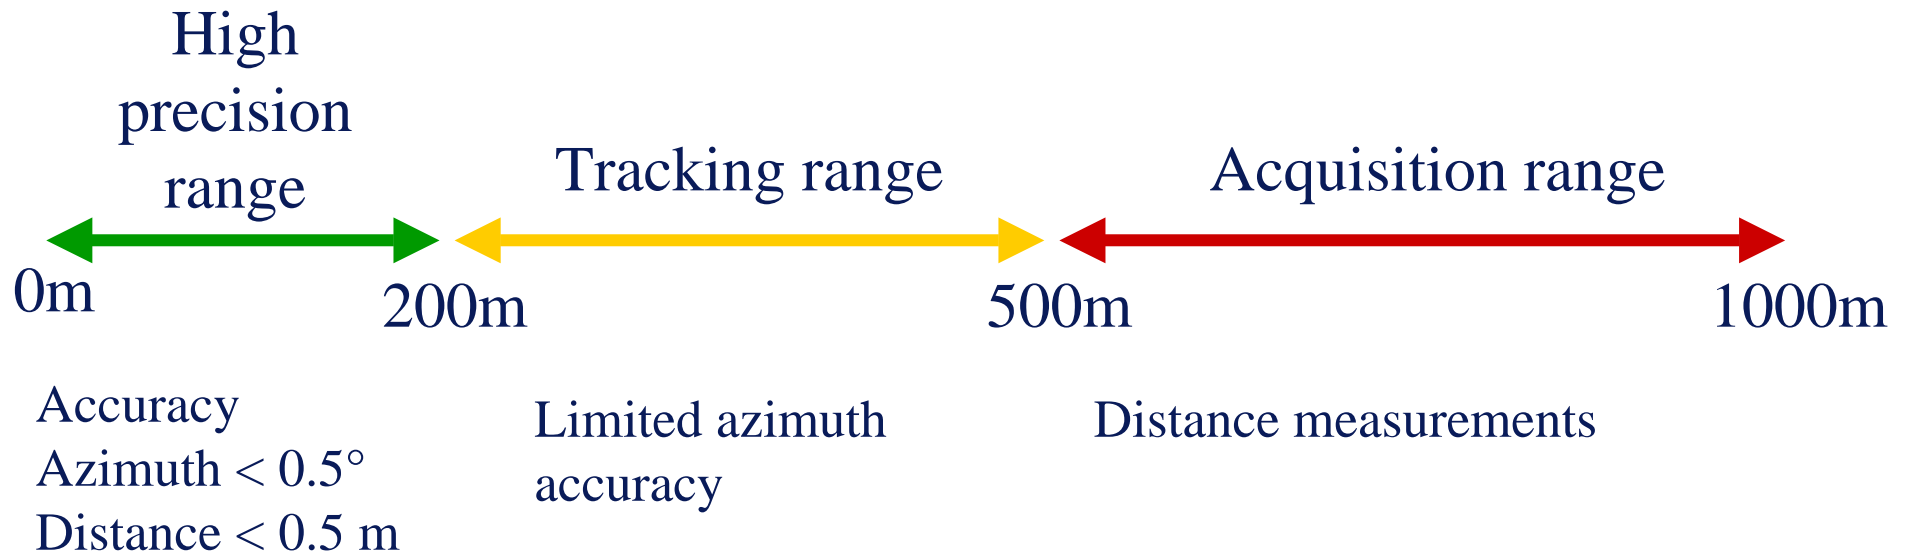 High
precision
range
Tracking range
Acquisition range
0m
200m
500m
1000m
Accuracy
Azimuth < 0.5°
Distance < 0.5 m
Limited azimuth
accuracy
Distance measurements